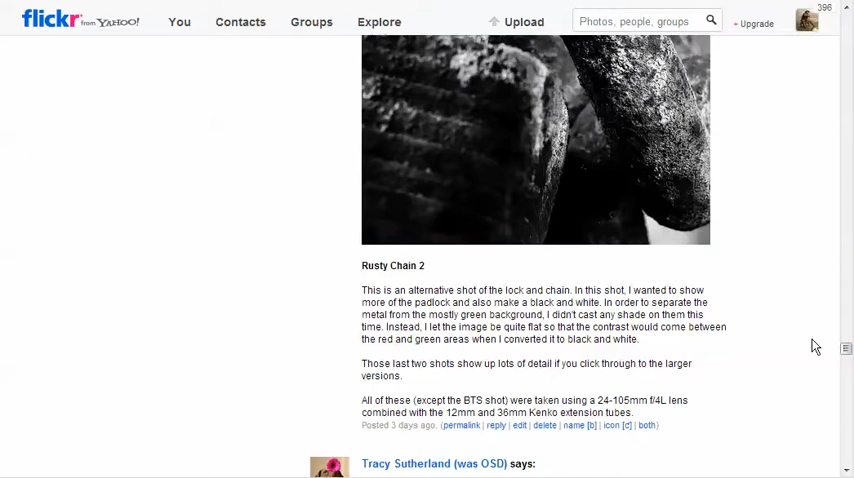 flickr from YAHOO! You Contacts Groups Explore Upload Photos, people, groups Upgrade 396
Rusty Chain 2
This is an alternative shot of the lock and chain. In this shot, I wanted to show
more of the padlock and also make a black and white. In order to separate the
metal from the mostly green background, I didn't cast any shade on them this
time. Instead, I let the image be quite flat so that the contrast would come between
the red and green areas when I converted it to black and white.
Those last two shots show up lots of detail if you click through to the larger
versions.
All of these (except the BTS shot) were taken using a 24-105mm f/4L lens
combined with the 12mm and 36mm Kenko extension tubes.
Posted 3 days ago. (permalink | reply | edit | delete | name [b] | icon [c] | both)
Tracy Sutherland (was OSD) says: